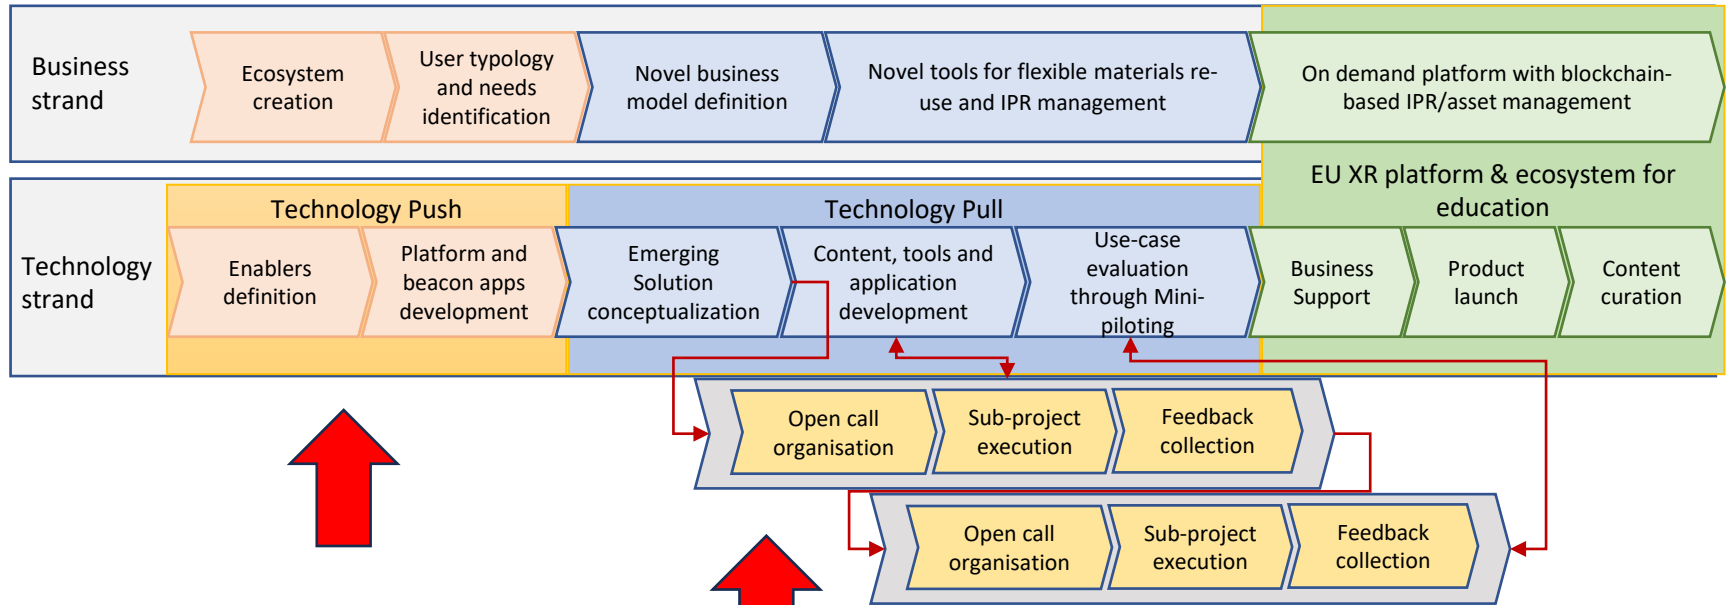 Business
strand
Ecosystem
creation
User typology
and needs
identification
Novel business
model definition
Novel tools for flexible materials re-
use and IPR management
On demand platform with blockchain-
based IPR/asset management
EU XR platform & ecosystem for
education
Technology
strand
Technology Push
Technology Pull
Enablers
definition
Platform and
beacon apps
development
Emerging
Solution
conceptualization
Content, tools and
application
development
Use-case
evaluation
through Mini-
piloting
Business
Support
Product
launch
Content
curation
Open call
organisation
Sub-project
execution
Feedback
collection
Open call
organisation
Sub-project
execution
Feedback
collection